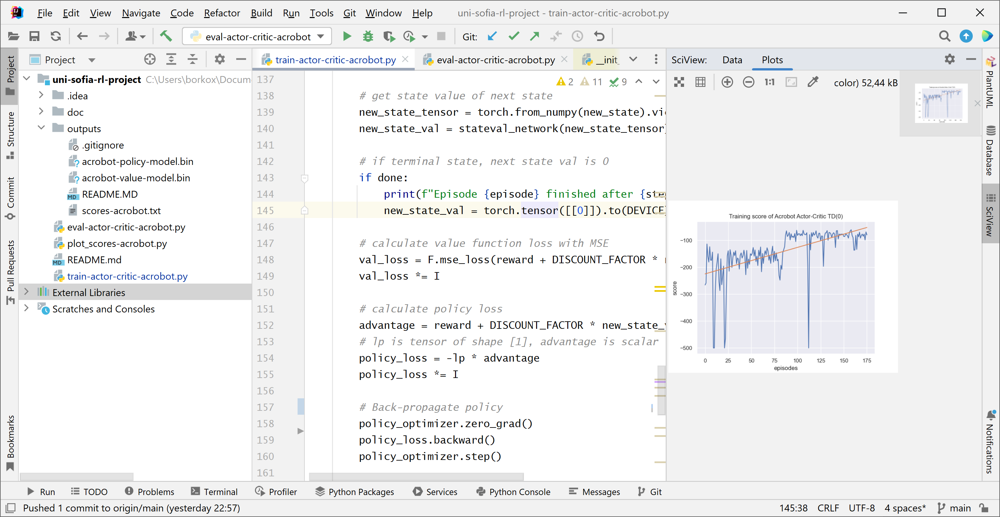 File Edit View Navigate Code Refactor Build Run Tools Git Window Help uni-sofia-rl-project - train-actor-critic-acrobot.py
eval-actor-critic-acrobot Git:
Project train-actor-critic-acrobot.py eval-actor-critic-acrobot.py __init_ SciView: Data Plots
2 11 9 1:1 color) 52,44 kB
Project
Structure
Commit
Pull Requests
Bookmarks
uni-sofia-rl-project C:\Users\borkox\Docum
.idea
doc
outputs
.gitignore
acrobot-policy-model.bin
acrobot-value-model.bin
README.MD
scores-acrobot.txt
eval-actor-critic-acrobot.py
plot_scores-acrobot.py
README.md
train-actor-critic-acrobot.py
External Libraries
Scratches and Consoles
137
138 # get state value of next state
139 new_state_tensor = torch.from_numpy(new_state).vi
140 new_state_val = stateval_network(new_state_tensor)
141
142 # if terminal state, next state val is 0
143 if done:
144 print(f"Episode {episode} finished after {ste
145 new_state_val = torch.tensor([[0]]).to(DEVICE)
146
147 # calculate value function loss with MSE
148 val_loss = F.mse_loss(reward + DISCOUNT_FACTOR *
149 val_loss *= I
150
151 # calculate policy loss
152 advantage = reward + DISCOUNT_FACTOR * new_state_
153 # lp is tensor of shape [1], advantage is scalar
154 policy_loss = -lp * advantage
155 policy_loss *= I
156
157 # Back-propagate policy
158 policy_optimizer.zero_grad()
159 policy_loss.backward()
160 policy_optimizer.step()
161
Training score of Acrobot Actor-Critic TD(0)
score
−100
−200
−300
−400
−500
0 25 50 75 100 125 150 175
episodes
PlantUML
Database
SciView
Notifications
Run TODO Problems Terminal Profiler Python Packages Services Python Console Messages Git
Pushed 1 commit to origin/main (yesterday 22:57) 145:38 CRLF UTF-8 4 spaces* main